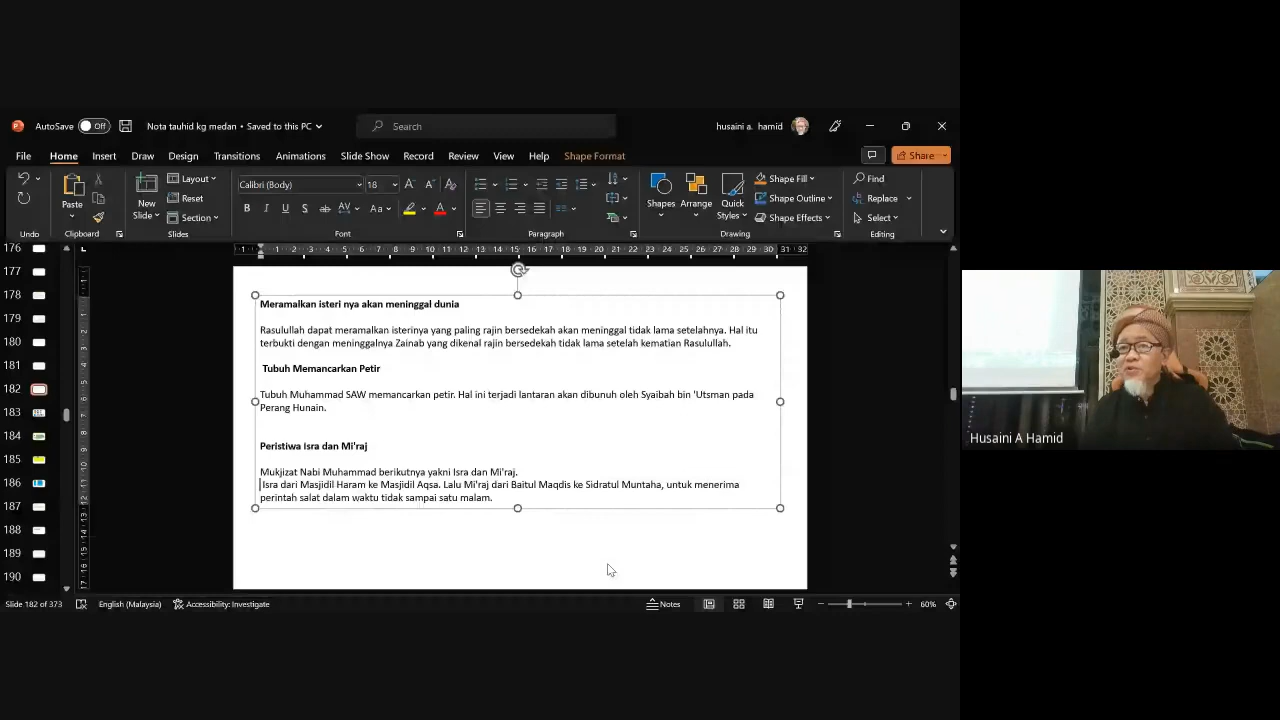 AutoSave Off Nota tauhid kg medan • Saved to this PC Search husaini a. hamid
File Home Insert Draw Design Transitions Animations Slide Show Record Review View Help Shape Format Share
Paste New Slide Layout Reset Section Calibri (Body) 18 Shapes Arrange Quick Styles Shape Fill Shape Outline Shape Effects Find Replace Select
Undo Clipboard Slides Font Paragraph Drawing Editing
176
177
178
179
180
181
182
183
184
185
186
187
188
189
190
Meramalkan isteri nya akan meninggal dunia
Rasulullah dapat meramalkan isterinya yang paling rajin bersedekah akan meninggal tidak lama setelahnya. Hal itu
terbukti dengan meninggalnya Zainab yang dikenal rajin bersedekah tidak lama setelah kematian Rasulullah.
Tubuh Memancarkan Petir
Tubuh Muhammad SAW memancarkan petir. Hal ini terjadi lantaran akan dibunuh oleh Syaibah bin 'Utsman pada
Perang Hunain.
Peristiwa Isra dan Mi'raj
Mukjizat Nabi Muhammad berikutnya yakni Isra dan Mi'raj.
Isra dari Masjidil Haram ke Masjidil Aqsa. Lalu Mi'raj dari Baitul Maqdis ke Sidratul Muntaha, untuk menerima
perintah salat dalam waktu tidak sampai satu malam.
Slide 182 of 373 English (Malaysia) Accessibility: Investigate Notes 60%
Husaini A Hamid